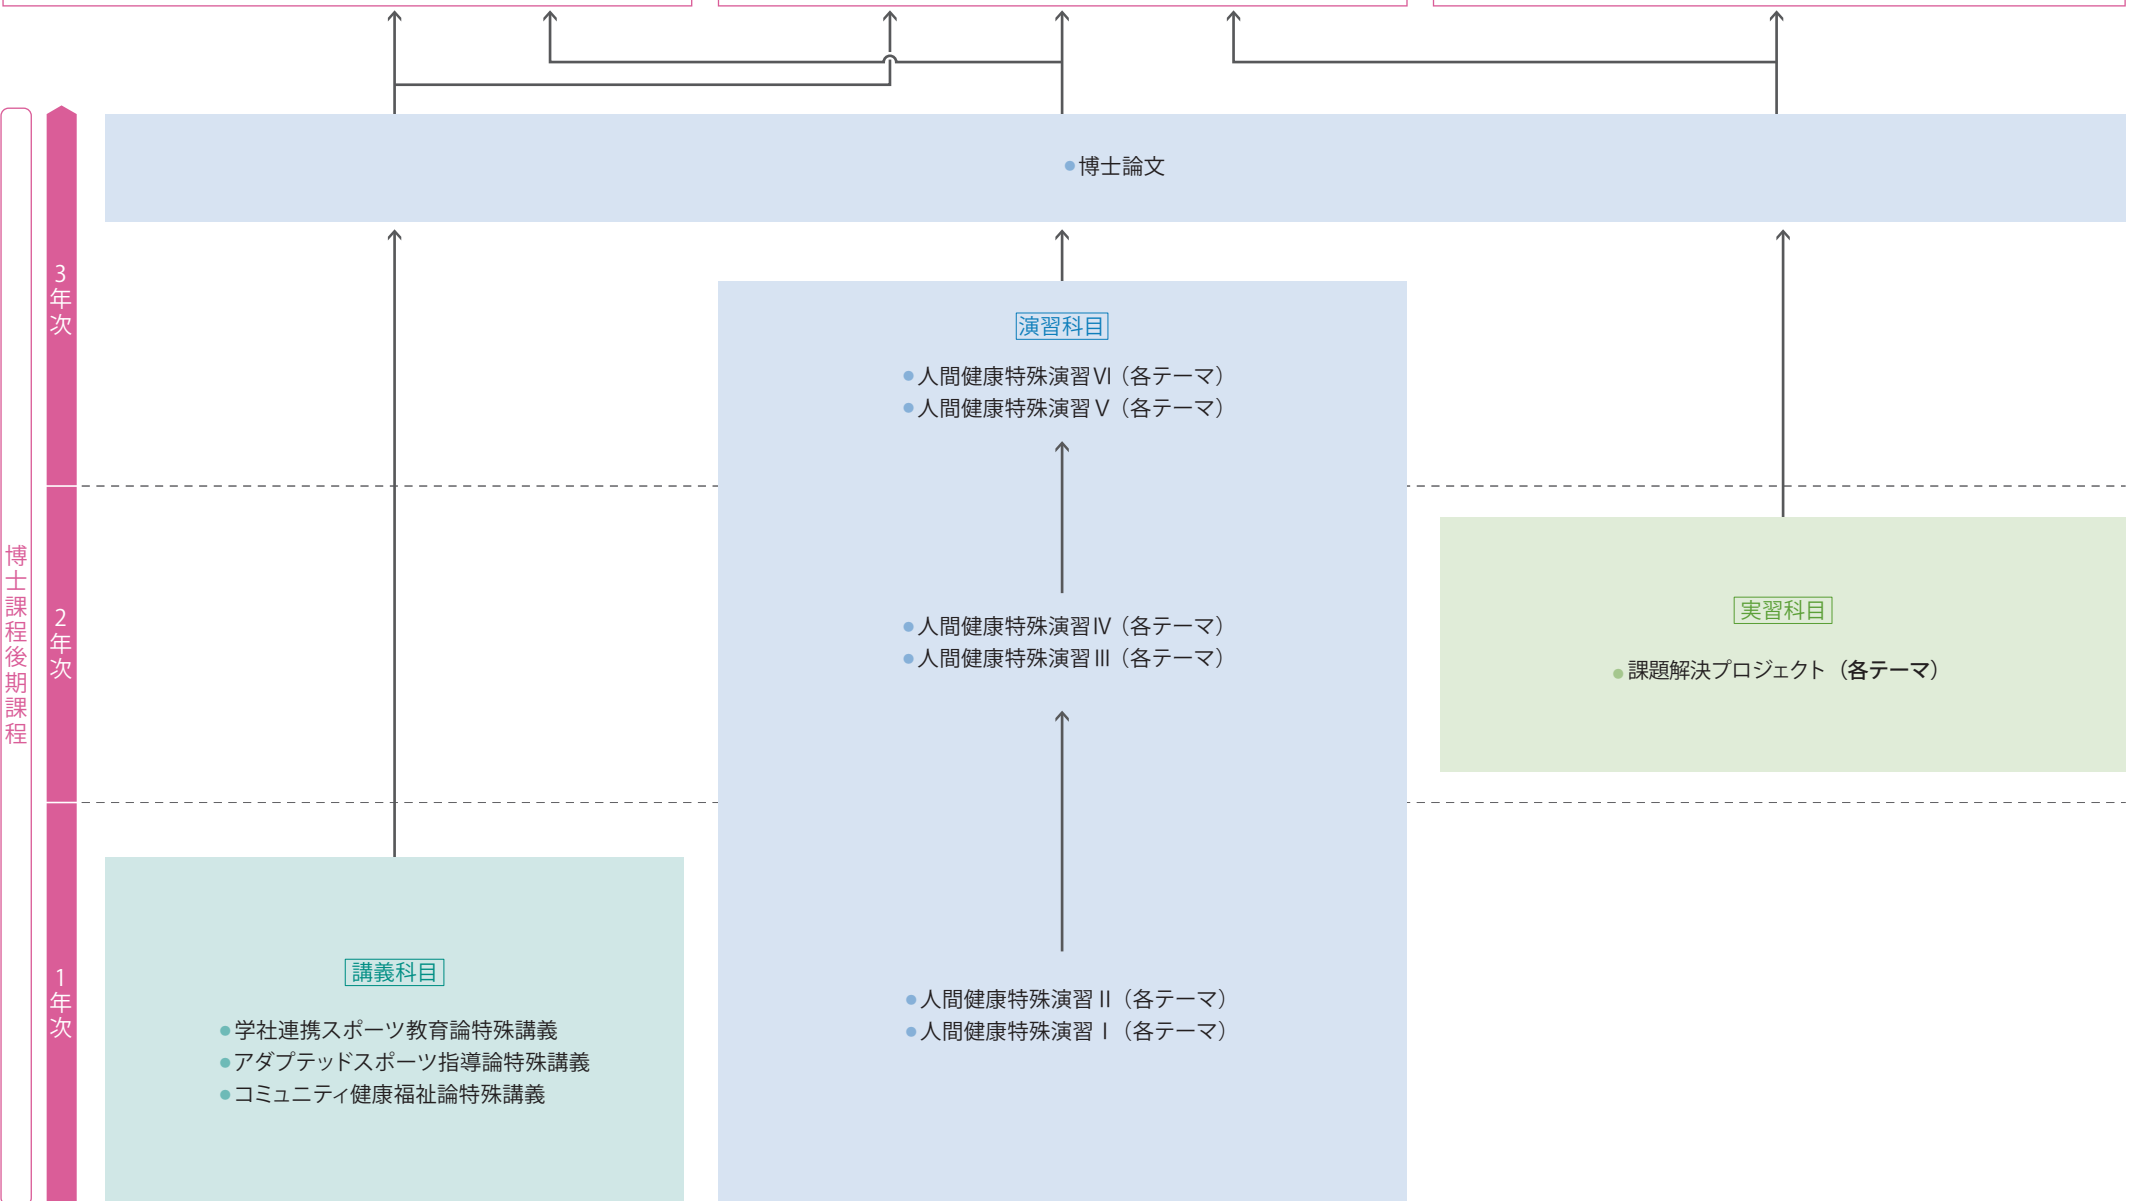 博士課程後期課程
3年次
2年次
1年次
●博士論文
演習科目
●人間健康特殊演習Ⅵ（各テーマ）
●人間健康特殊演習Ⅴ（各テーマ）
●人間健康特殊演習Ⅳ（各テーマ）
●人間健康特殊演習Ⅲ（各テーマ）
●人間健康特殊演習Ⅱ（各テーマ）
●人間健康特殊演習Ⅰ（各テーマ）
実習科目
●課題解決プロジェクト（各テーマ）
講義科目
●学社連携スポーツ教育論特殊講義
●アダプテッドスポーツ指導論特殊講義
●コミュニティ健康福祉論特殊講義